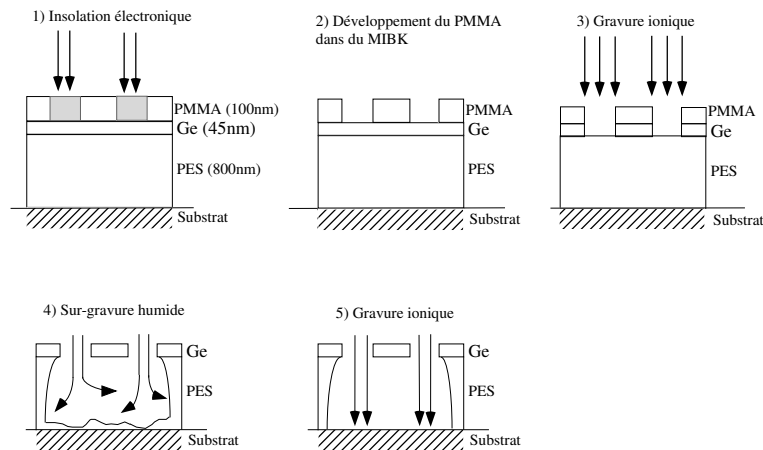 1) Insolation électronique
PMMA (100nm)
Ge (45nm)
PES (800nm)
Substrat
2) Développement du PMMA
dans du MIBK
PMMA
Ge
PES
Substrat
3) Gravure ionique
PMMA
Ge
PES
Substrat
4) Sur-gravure humide
Ge
PES
Substrat
5) Gravure ionique
Ge
PES
Substrat